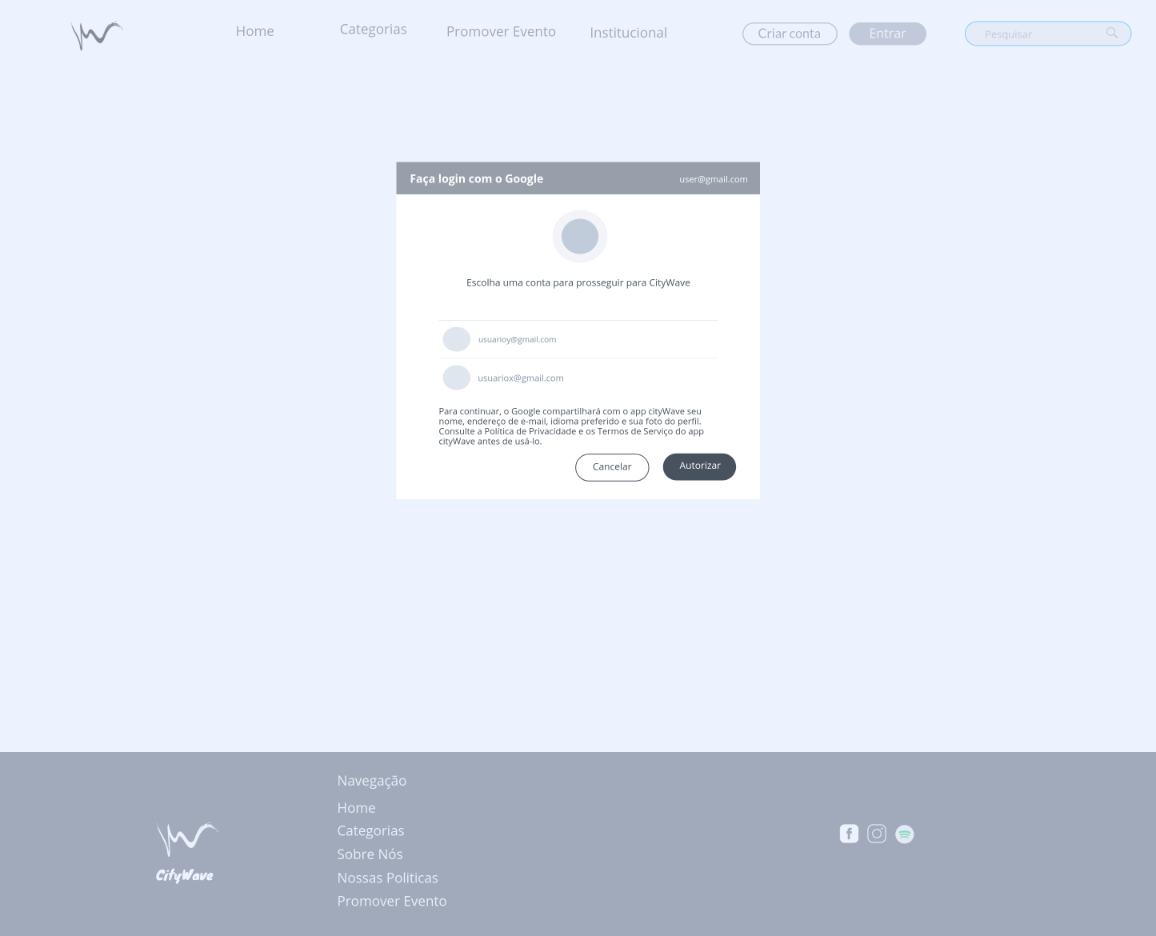 Home
Categorias
Promover Evento
Institucional
Criar conta
Entrar
Pesquisar
Faça login com o Google
user@gmail.com
Escolha uma conta para prosseguir para CityWave
usuarioy@gmail.com
usuariox@gmail.com
Para continuar, o Google compartilhará com o app cityWave seu
nome, endereço de e-mail, idioma preferido e sua foto do perfil.
Consulte a Política de Privacidade e os Termos de Serviço do app
cityWave antes de usá-lo.
Cancelar
Autorizar
CityWave
Navegação
Home
Categorias
Sobre Nós
Nossas Politicas
Promover Evento